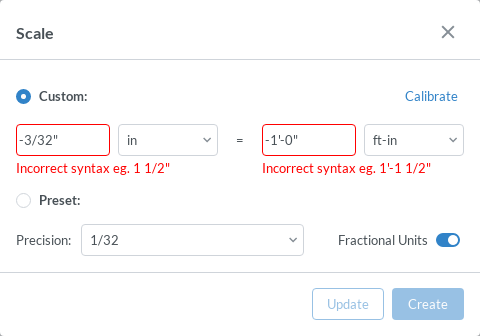 Scale
Custom:
Calibrate
-3/32" in = -1'-0" ft-in
Incorrect syntax eg. 1 1/2" Incorrect syntax eg. 1'-1 1/2"
Preset:
Precision: 1/32 Fractional Units
Update Create